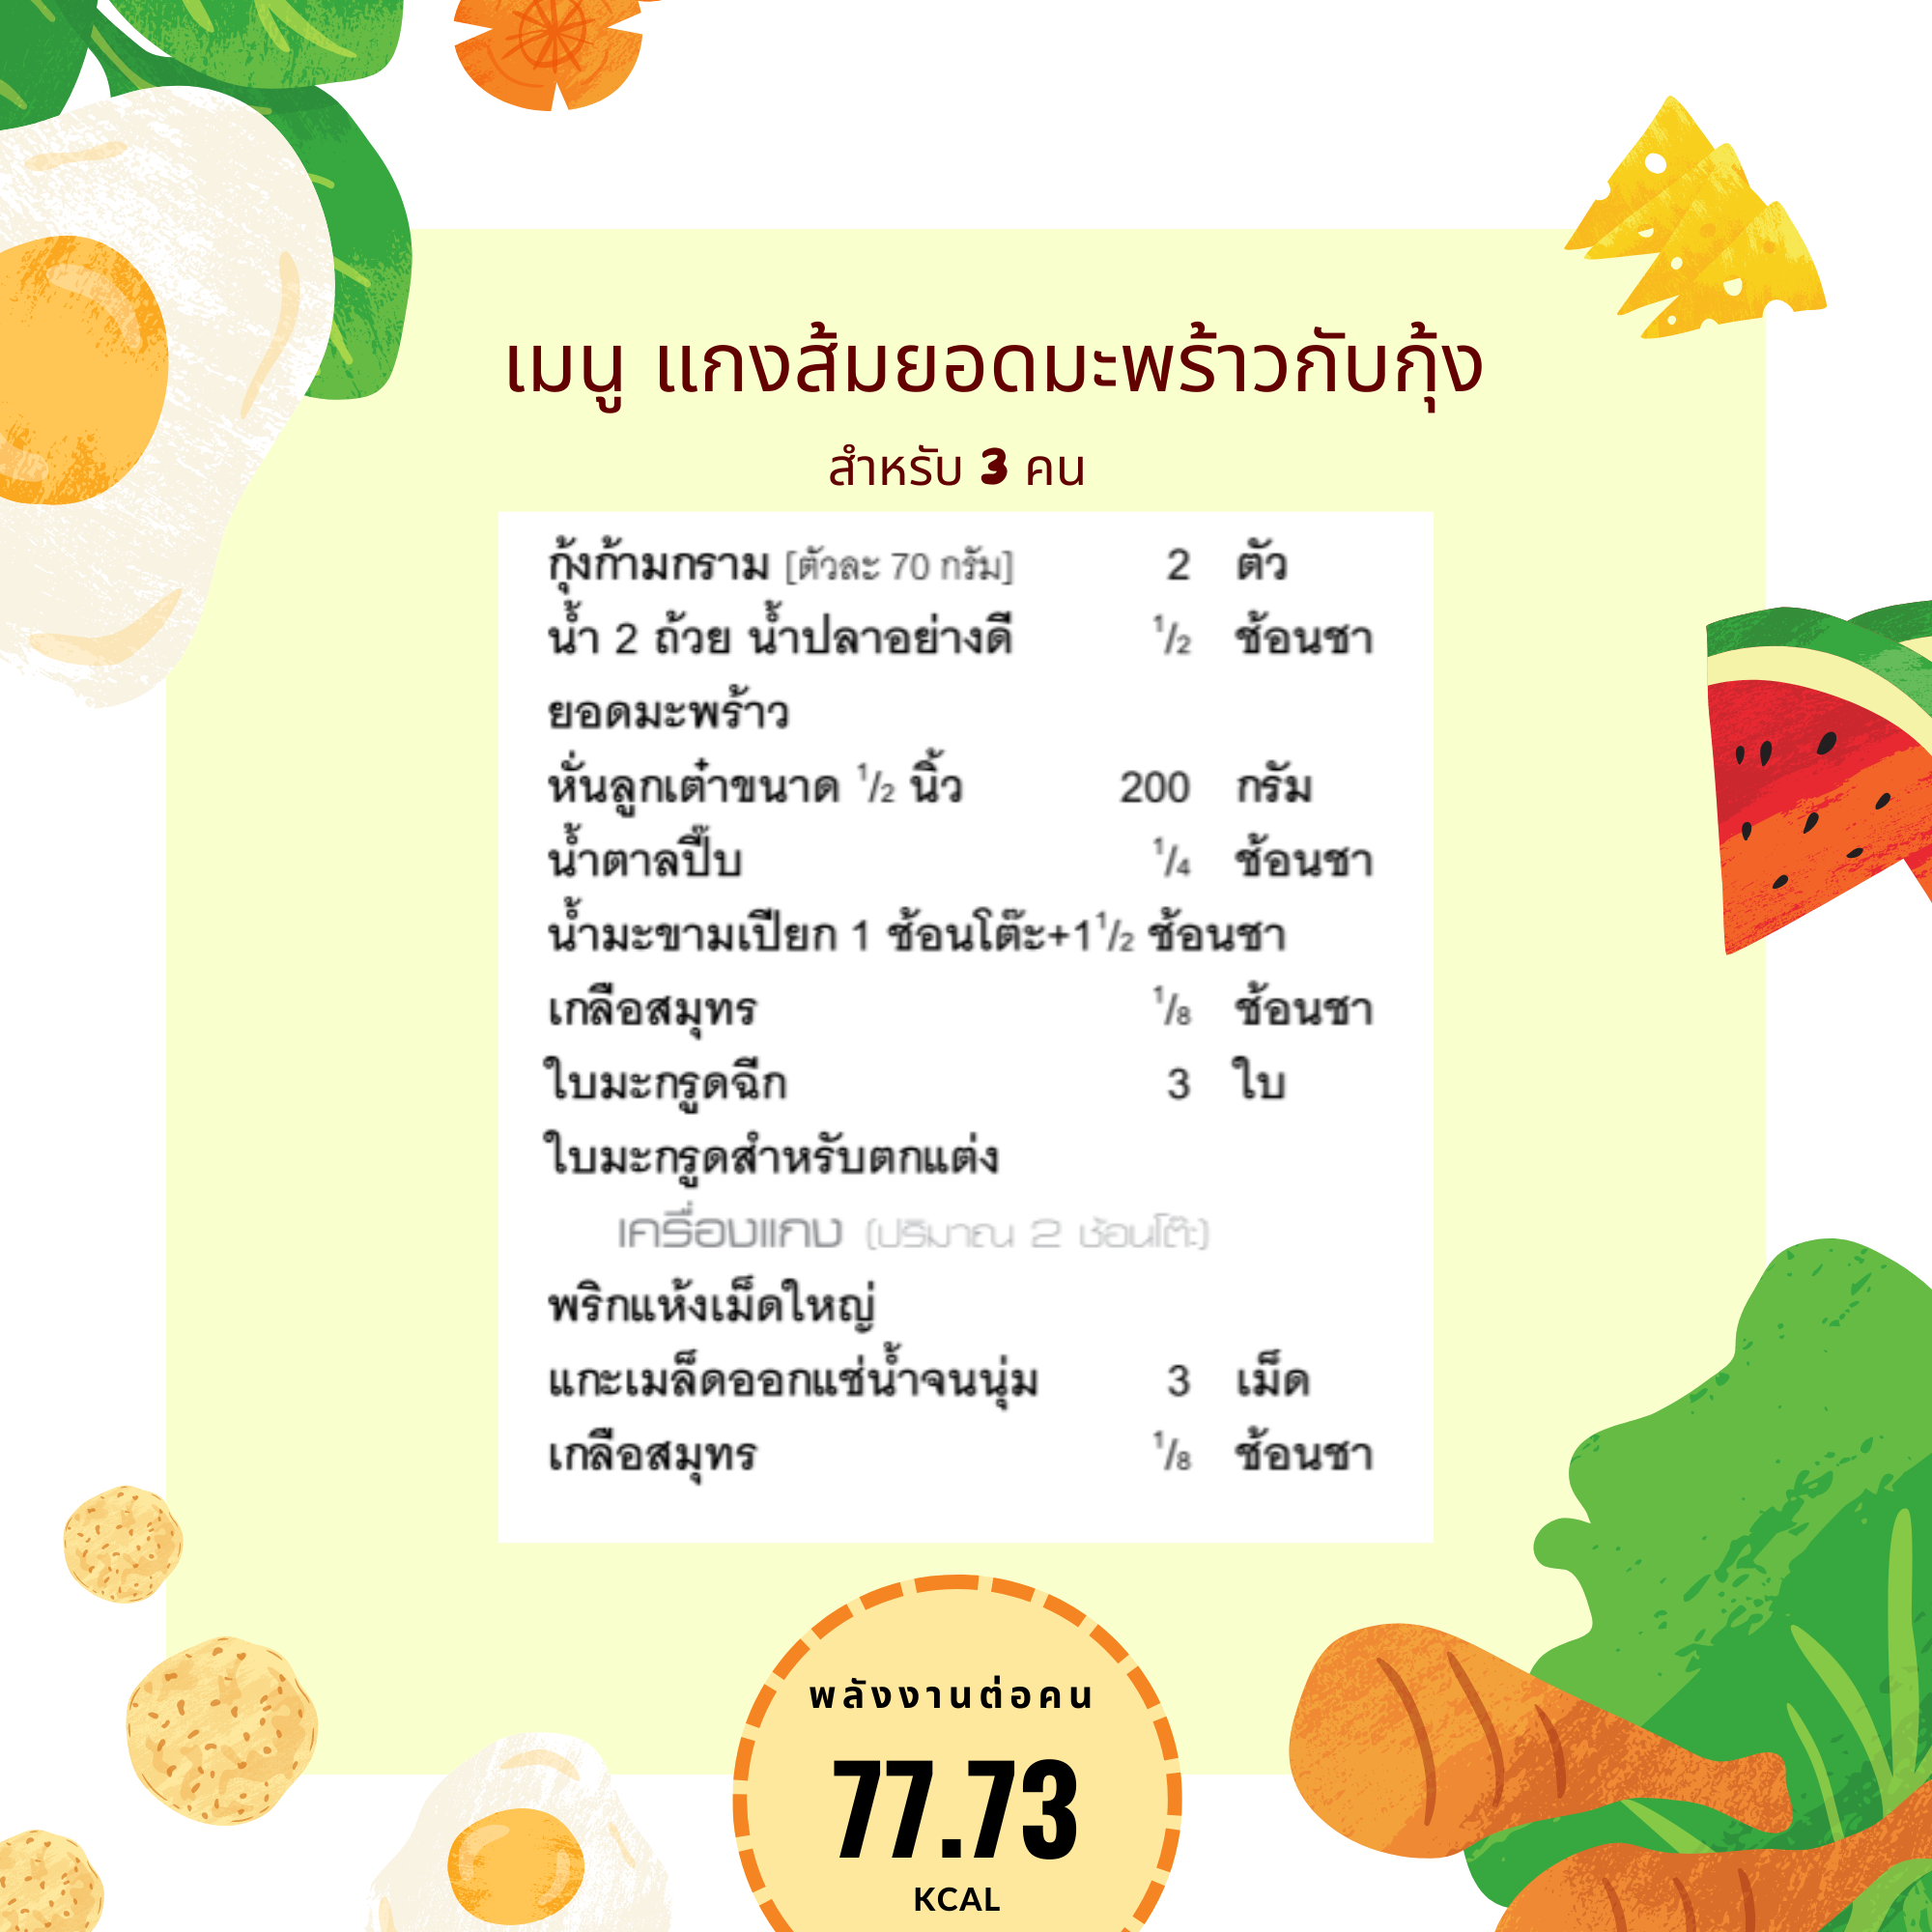 เมนู แกงส้มยอดมะพร้าวกับกุ้ง
สำหรับ 3 คน
กุ้งก้ามกราม [ตัวละ 70 กรัม] 2 ตัว
น้ำ 2 ถ้วย น้ำปลาอย่างดี 1/2 ช้อนชา
ยอดมะพร้าว
หั่นลูกเต๋าขนาด 1/2 นิ้ว 200 กรัม
น้ำตาลปี๊บ 1/4 ช้อนชา
น้ำมะขามเปียก 1 ช้อนโต๊ะ+1 1/2 ช้อนชา
เกลือสมุทร 1/8 ช้อนชา
ใบมะกรูดฉีก 3 ใบ
ใบมะกรูดสำหรับตกแต่ง
เครื่องแกง (ปริมาณ 2 ช้อนโต๊ะ)
พริกแห้งเม็ดใหญ่
แกะเมล็ดออกแช่น้ำจนนุ่ม 3 เม็ด
เกลือสมุทร 1/8 ช้อนชา
พลังงานต่อคน
77.73
KCAL